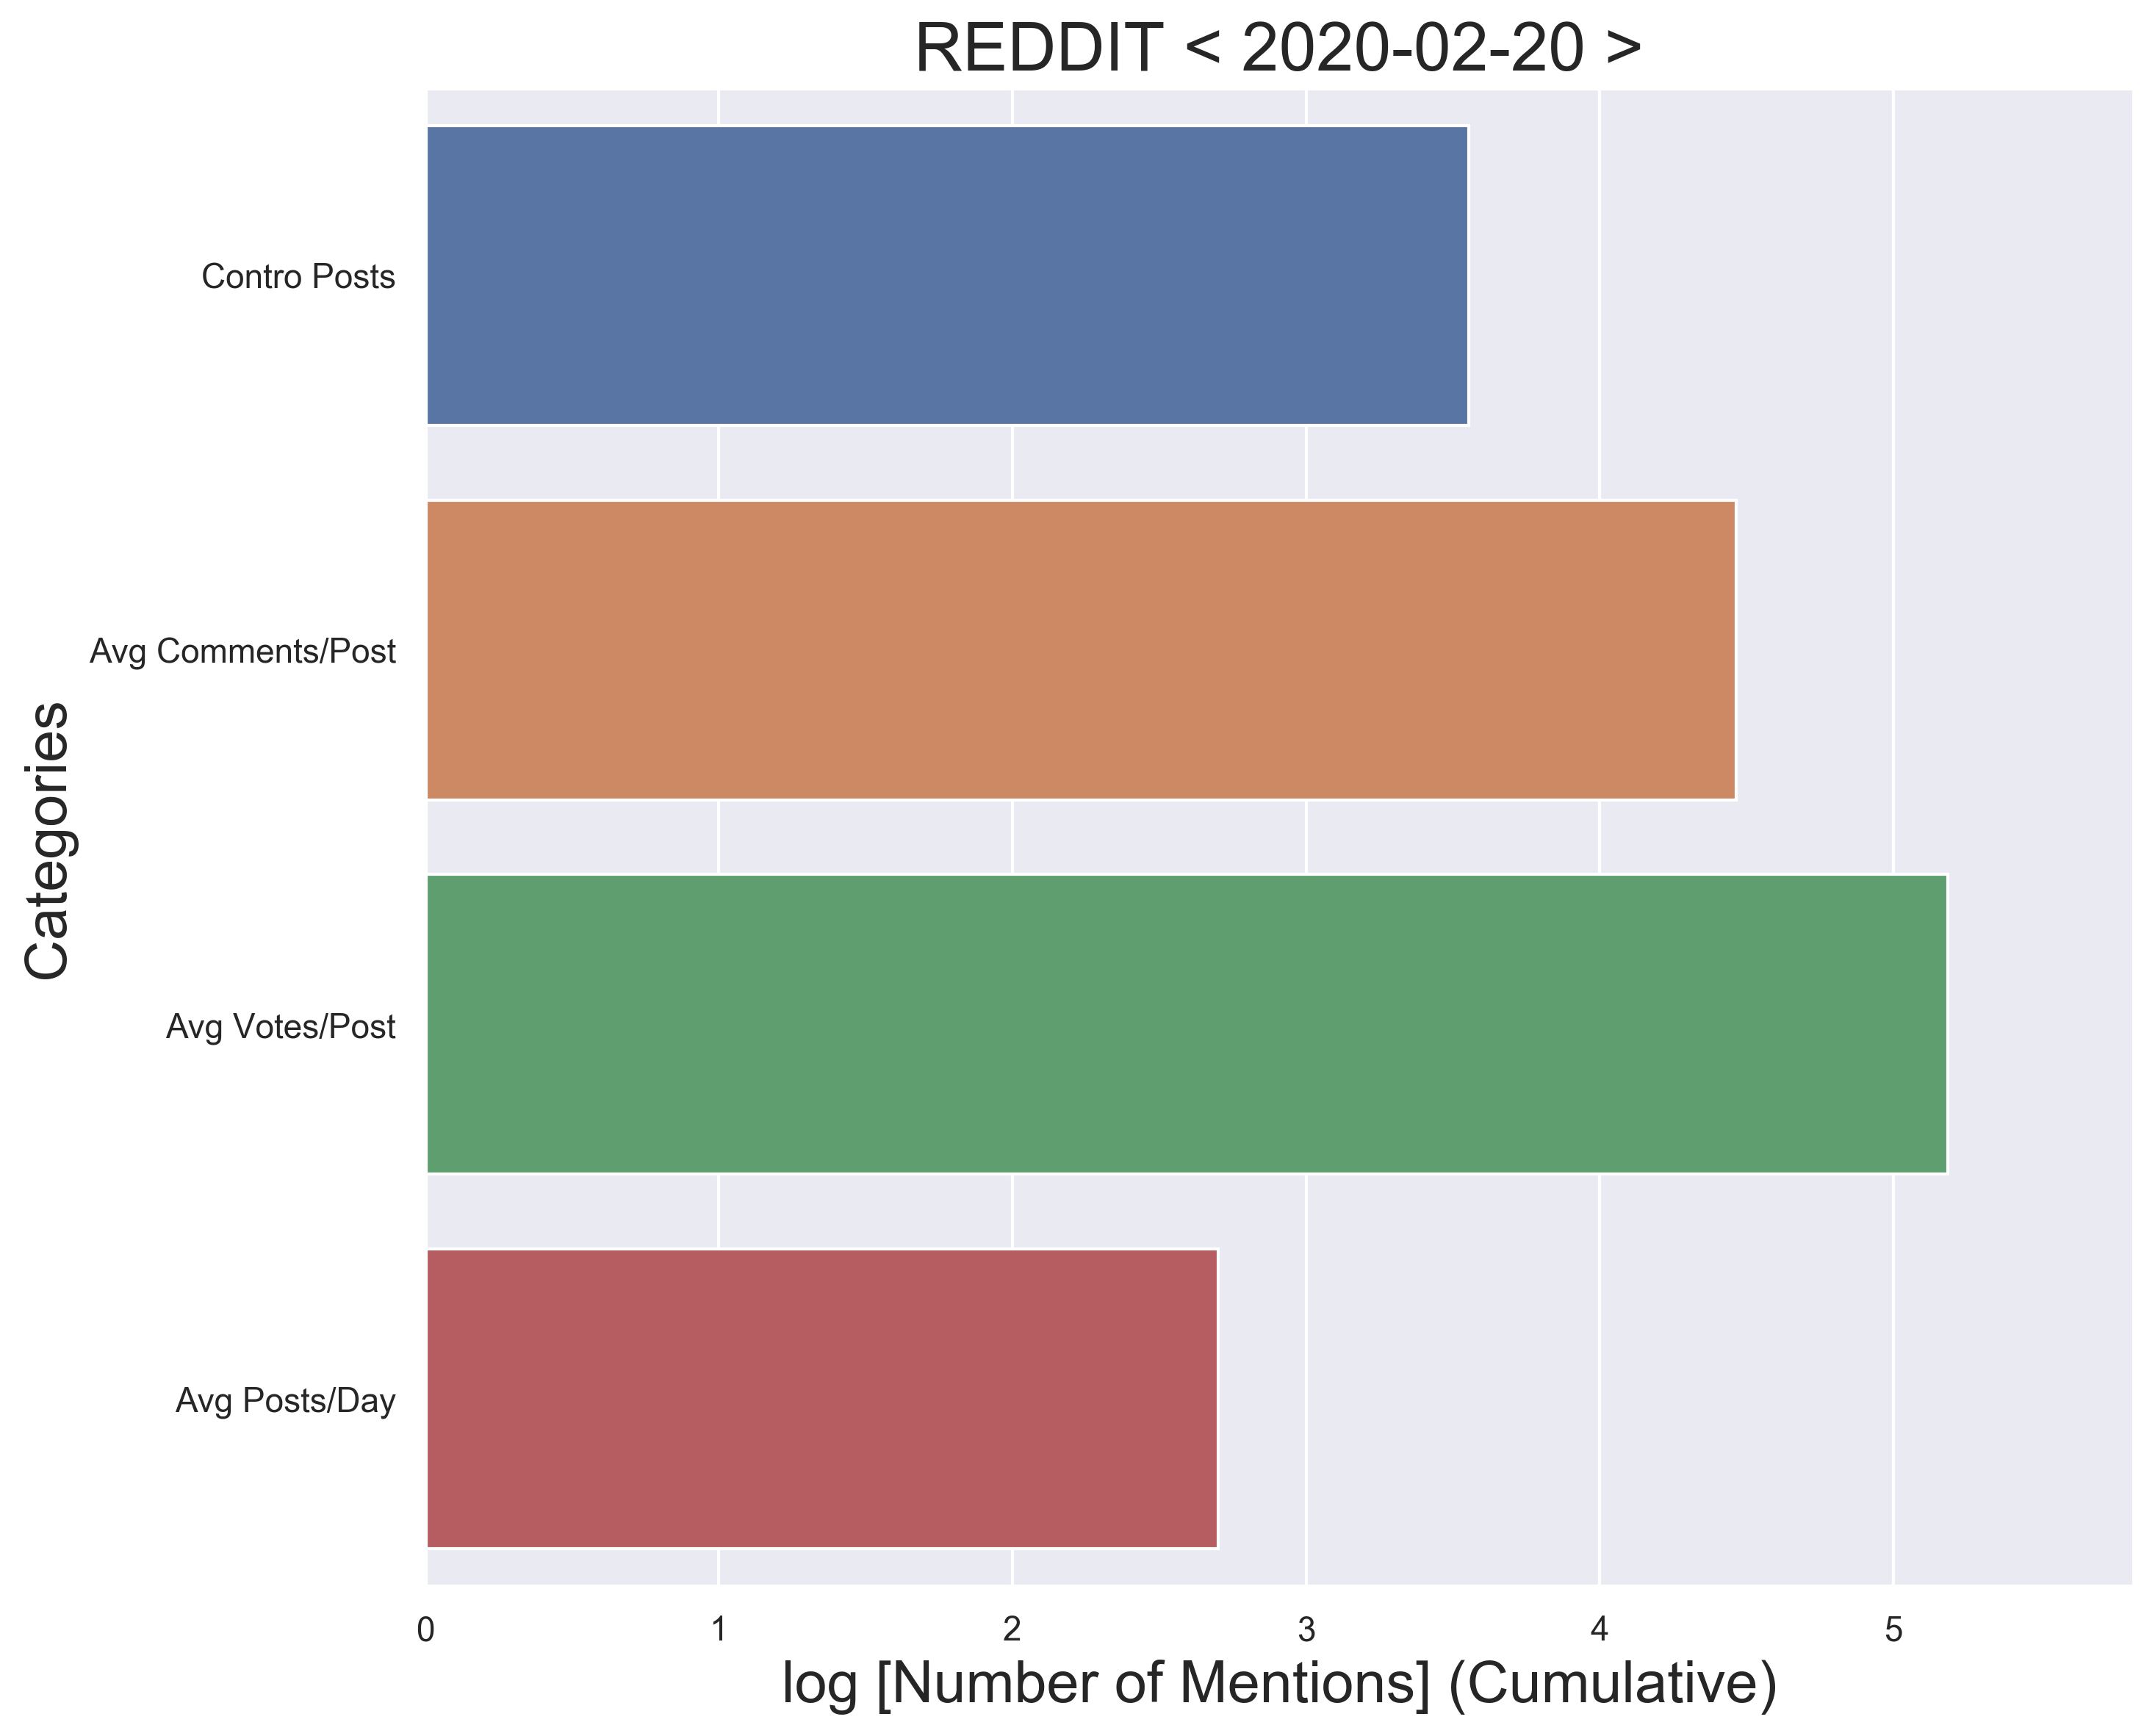 REDDIT < 2020-02-20 >
Contro Posts
Avg Comments/Post
Avg Votes/Post
Avg Posts/Day
Categories
0 1 2 3 4 5
log [Number of Mentions] (Cumulative)